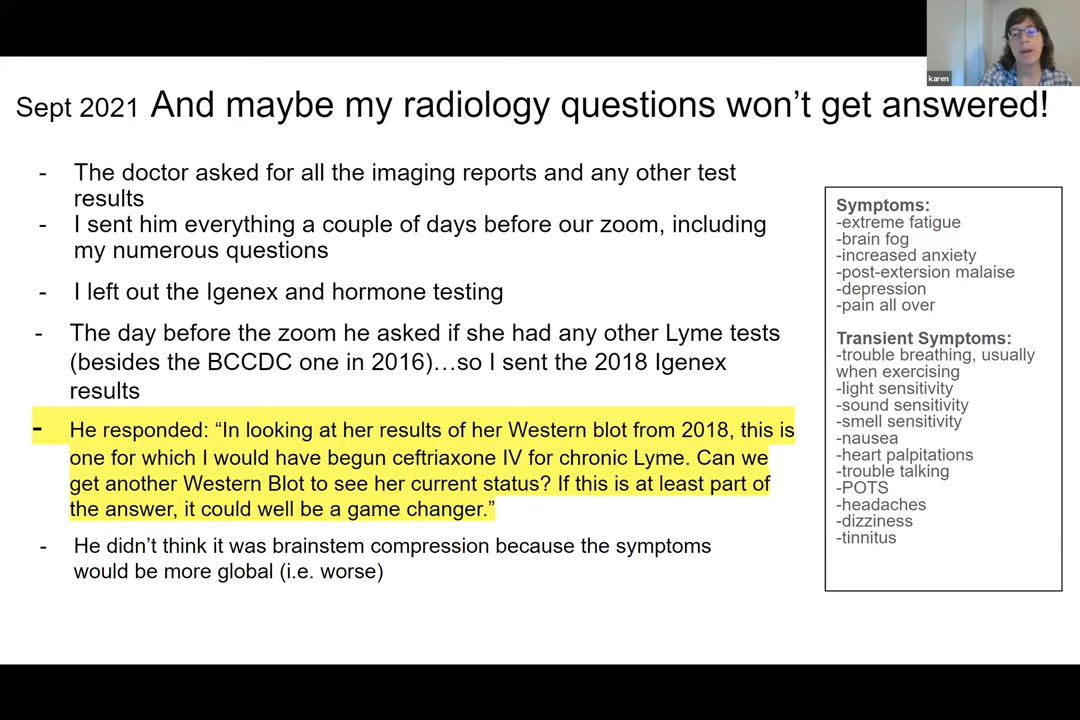 karen
Sept 2021 And maybe my radiology questions won't get answered!
- The doctor asked for all the imaging reports and any other test
results
- I sent him everything a couple of days before our zoom, including
my numerous questions
- I left out the Igenex and hormone testing
- The day before the zoom he asked if she had any other Lyme tests
(besides the BCCDC one in 2016)…so I sent the 2018 Igenex
results
- He responded: “In looking at her results of her Western blot from 2018, this is
one for which I would have begun ceftriaxone IV for chronic Lyme. Can we
get another Western Blot to see her current status? If this is at least part of
the answer, it could well be a game changer.”
- He didn't think it was brainstem compression because the symptoms
would be more global (i.e. worse)
Symptoms:
-extreme fatigue
-brain fog
-increased anxiety
-post-extersion malaise
-depression
-pain all over
Transient Symptoms:
-trouble breathing, usually
when exercising
-light sensitivity
-sound sensitivity
-smell sensitivity
-nausea
-heart palpitations
-trouble talking
-POTS
-headaches
-dizziness
-tinnitus